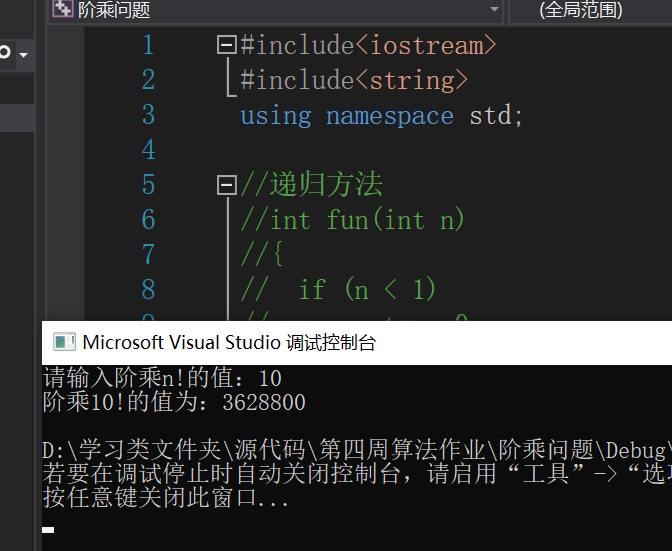 阶乘问题
(全局范围)
1 #include<iostream>
2 #include<string>
3 using namespace std;
4
5 //递归方法
6 //int fun(int n)
7 //{
8 // if (n < 1)
Microsoft Visual Studio 调试控制台
请输入阶乘n!的值：10
阶乘10!的值为：3628800
D:\学习类文件夹\源代码\第四周算法作业\阶乘问题\Debug\
若要在调试停止时自动关闭控制台，请启用“工具”->“选项
按任意键关闭此窗口...